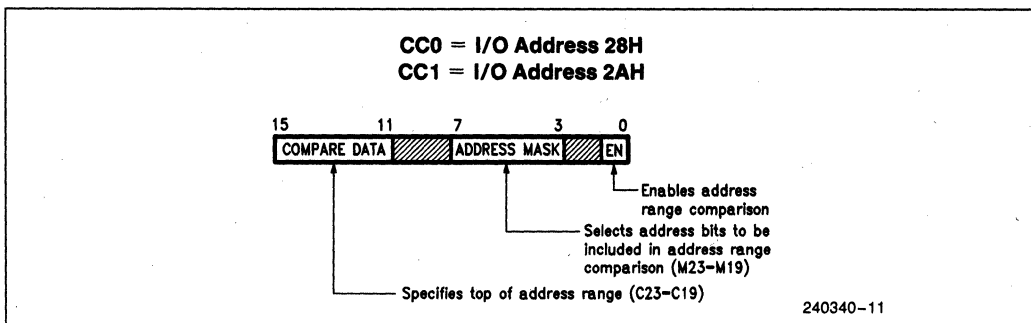 CC0 = I/O Address 28H
CC1 = I/O Address 2AH
15 11 7 3 0
COMPARE DATA ADDRESS MASK EN
Enables address
range comparison
Selects address bits to be
included in address range
comparison (M23-M19)
Specifies top of address range (C23-C19)
240340-11